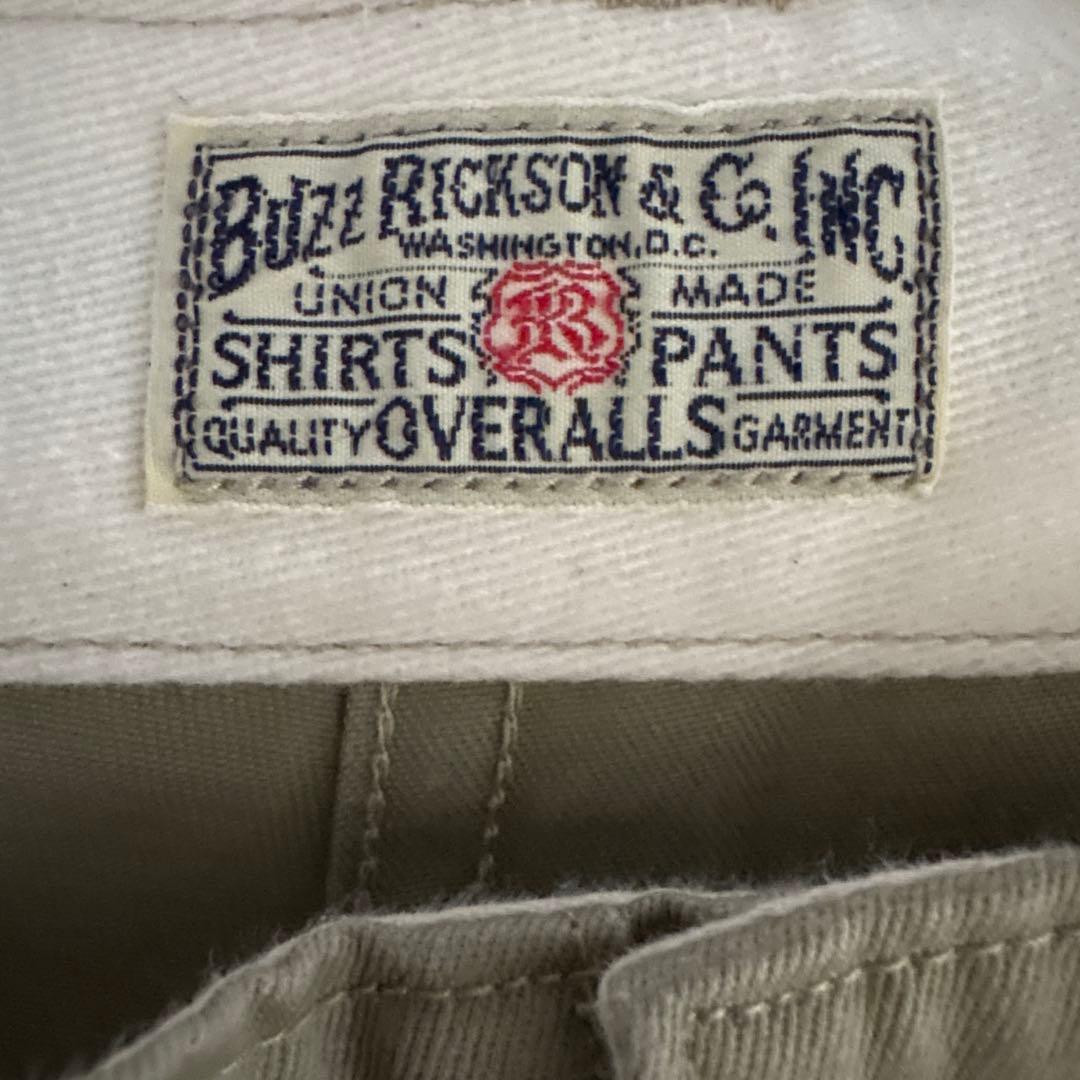 BUZZ RICKSON & CO. INC.
WASHINGTON, D.C.
UNION MADE
SHIRTS R PANTS
QUALITY OVERALLS GARMENT